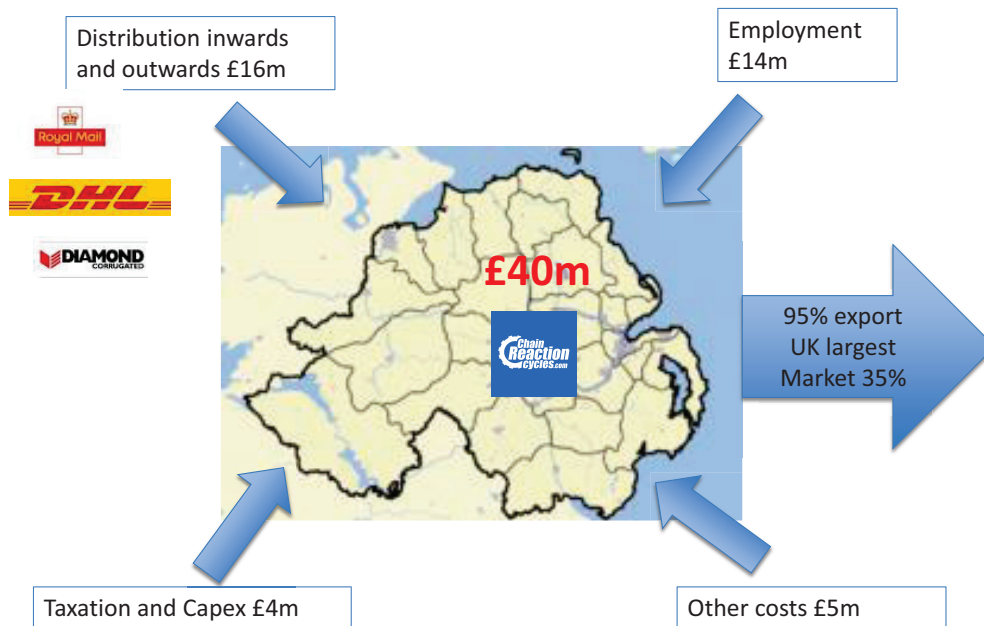 Distribution inwards
and outwards £16m
Employment
£14m
Royal Mail
DHL
DIAMOND
CORRUGATED
£40m
Chain
Reaction
cycles.com
95% export
UK largest
Market 35%
Taxation and Capex £4m
Other costs £5m